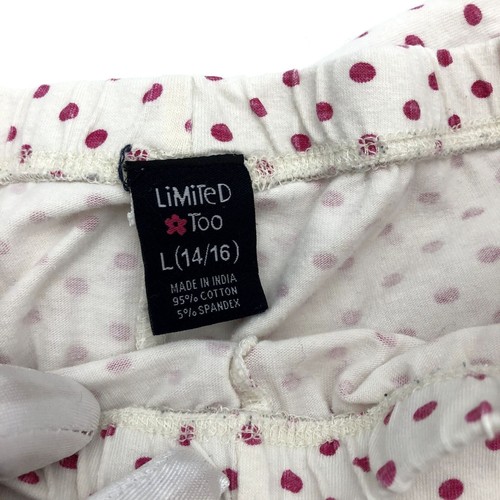 LiMiTeD
TOO
L(14/16)
MADE IN INDIA
95% COTTON
5% SPANDEX